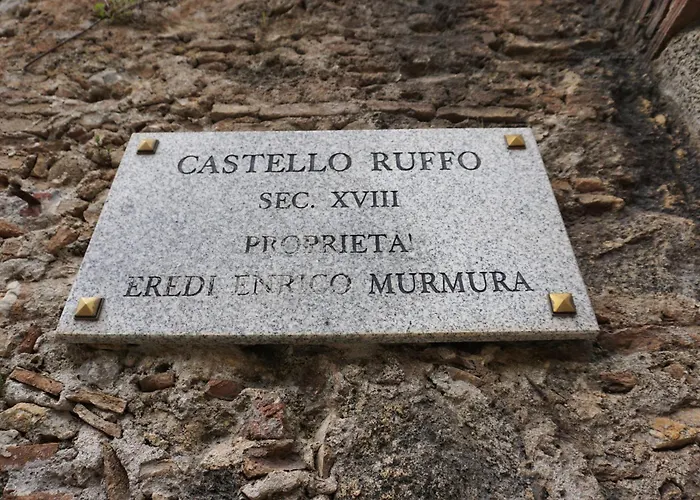 CASTELLO RUFFO
SEC. XVIII
PROPRIETA'
EREDI ENRICO MURMURA